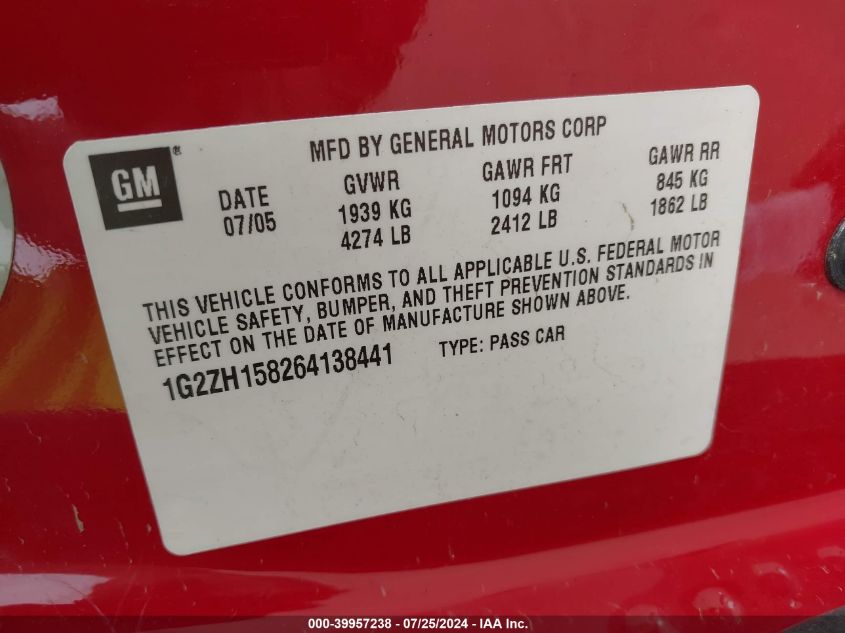 MFD BY GENERAL MOTORS CORP
GM®
DATE GVWR GAWR FRT GAWR RR
07/05 1939 KG 1094 KG 845 KG
4274 LB 2412 LB 1862 LB
THIS VEHICLE CONFORMS TO ALL APPLICABLE U.S. FEDERAL MOTOR
VEHICLE SAFETY, BUMPER, AND THEFT PREVENTION STANDARDS IN
EFFECT ON THE DATE OF MANUFACTURE SHOWN ABOVE.
1G2ZH158264138441 TYPE: PASS CAR
000-39957238 - 07/25/2024 - IAA Inc.